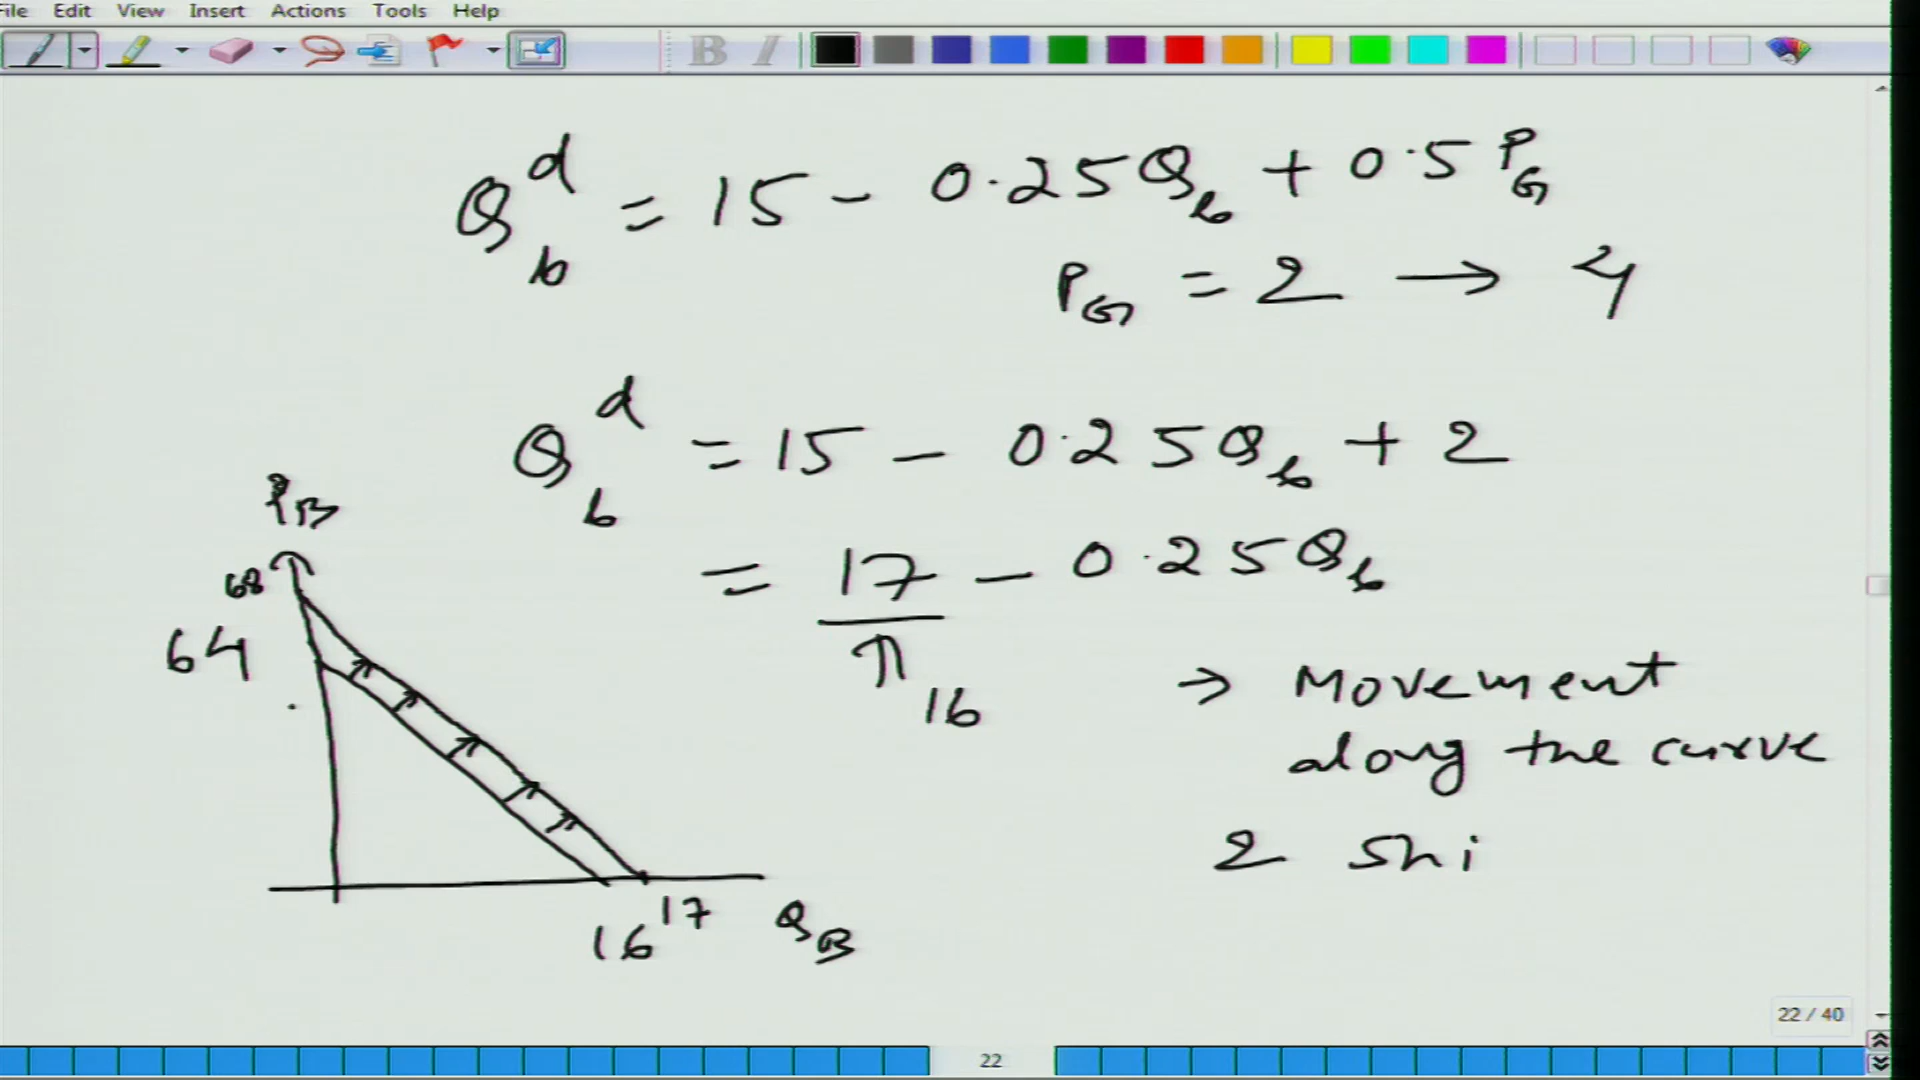 File Edit View Insert Actions Tools Help
B I
Q_b^d = 15 - 0.25Q_b + 0.5 P_G
P_G = 2 → 4
Q_b^d = 15 - 0.25Q_b + 2
= 17 - 0.25Q_b
↑ 16
P_B
68
64
→ Movement
along the curve
2 Shi
16 17 Q_B
22 / 40
22